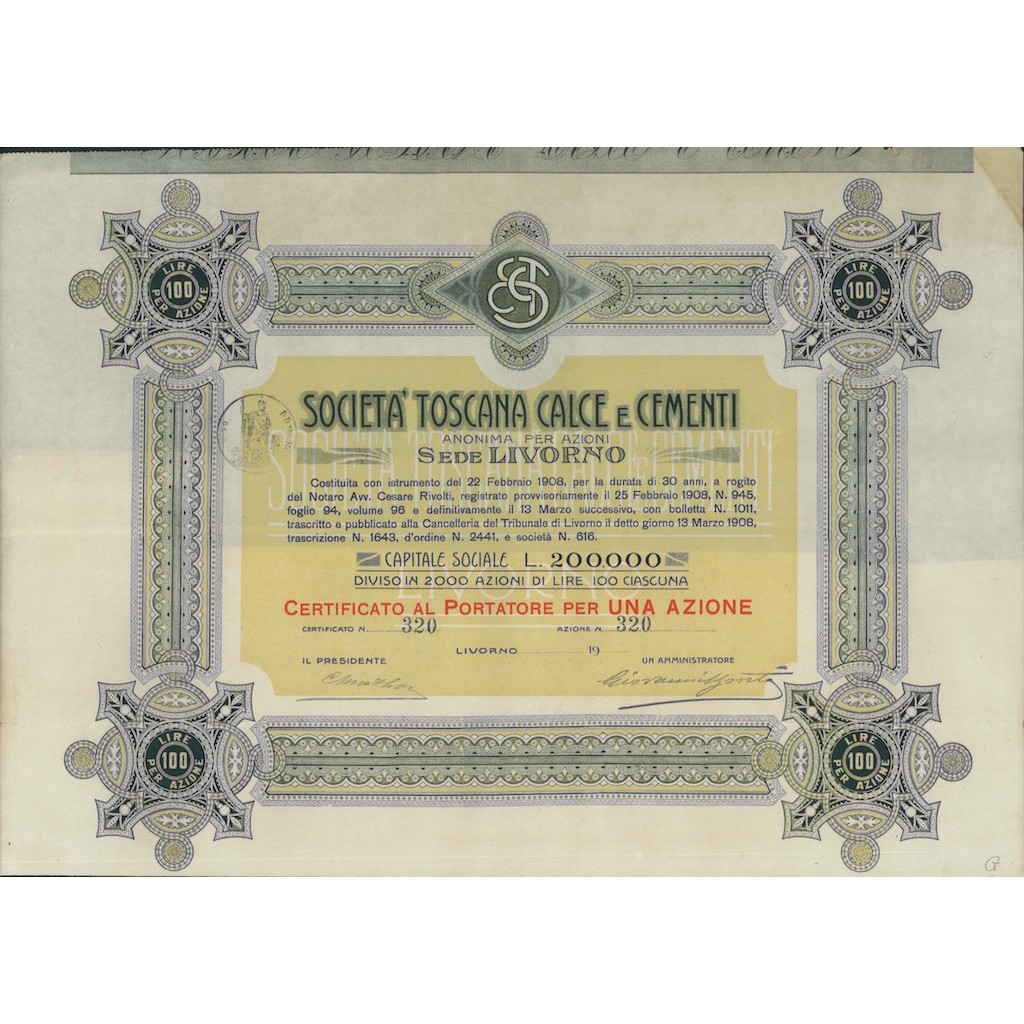 LIRE 100 PER AZIONE
LIRE 100 PER AZIONE
SOCIETA' TOSCANA CALCE E CEMENTI
ANONIMA PER AZIONI
SEDE LIVORNO
SOCIETÀ TOSCANA CALCE E CEMENTI
LIVORNO
Costituita con istrumento del 22 Febbraio 1908, per la durata di 30 anni, a rogito
del Notaro Avv. Cesare Rivolti, registrato provvisoriamente il 25 Febbraio 1908, N. 945,
foglio 94, volume 96 e definitivamente il 13 Marzo successivo, con bolletta N. 1011,
trascritto e pubblicato alla Cancelleria del Tribunale di Livorno il detto giorno 13 Marzo 1908,
trascrizione N. 1643, d'ordine N. 2441, e società N. 616.
CAPITALE SOCIALE L. 200.000
DIVISO IN 2000 AZIONI DI LIRE 100 CIASCUNA
CERTIFICATO AL PORTATORE PER UNA AZIONE
CERTIFICATO N. 320 AZIONE N. 320
LIVORNO 19
IL PRESIDENTE UN AMMINISTRATORE
LIRE 100 PER AZIONE
LIRE 100 PER AZIONE
G